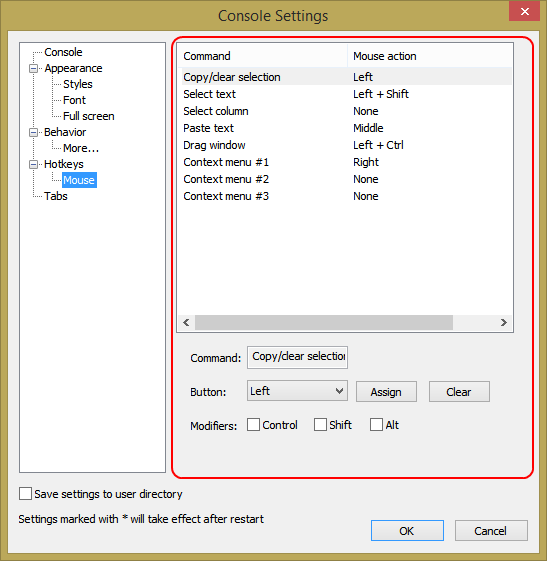 Console Settings
Console
Appearance
Styles
Font
Full screen
Behavior
More...
Hotkeys
Mouse
Tabs
Command Mouse action
Copy/clear selection Left
Select text Left + Shift
Select column None
Paste text Middle
Drag window Left + Ctrl
Context menu #1 Right
Context menu #2 None
Context menu #3 None
Command: Copy/clear selection
Button: Left Assign Clear
Modifiers: Control Shift Alt
Save settings to user directory
Settings marked with * will take effect after restart
OK Cancel